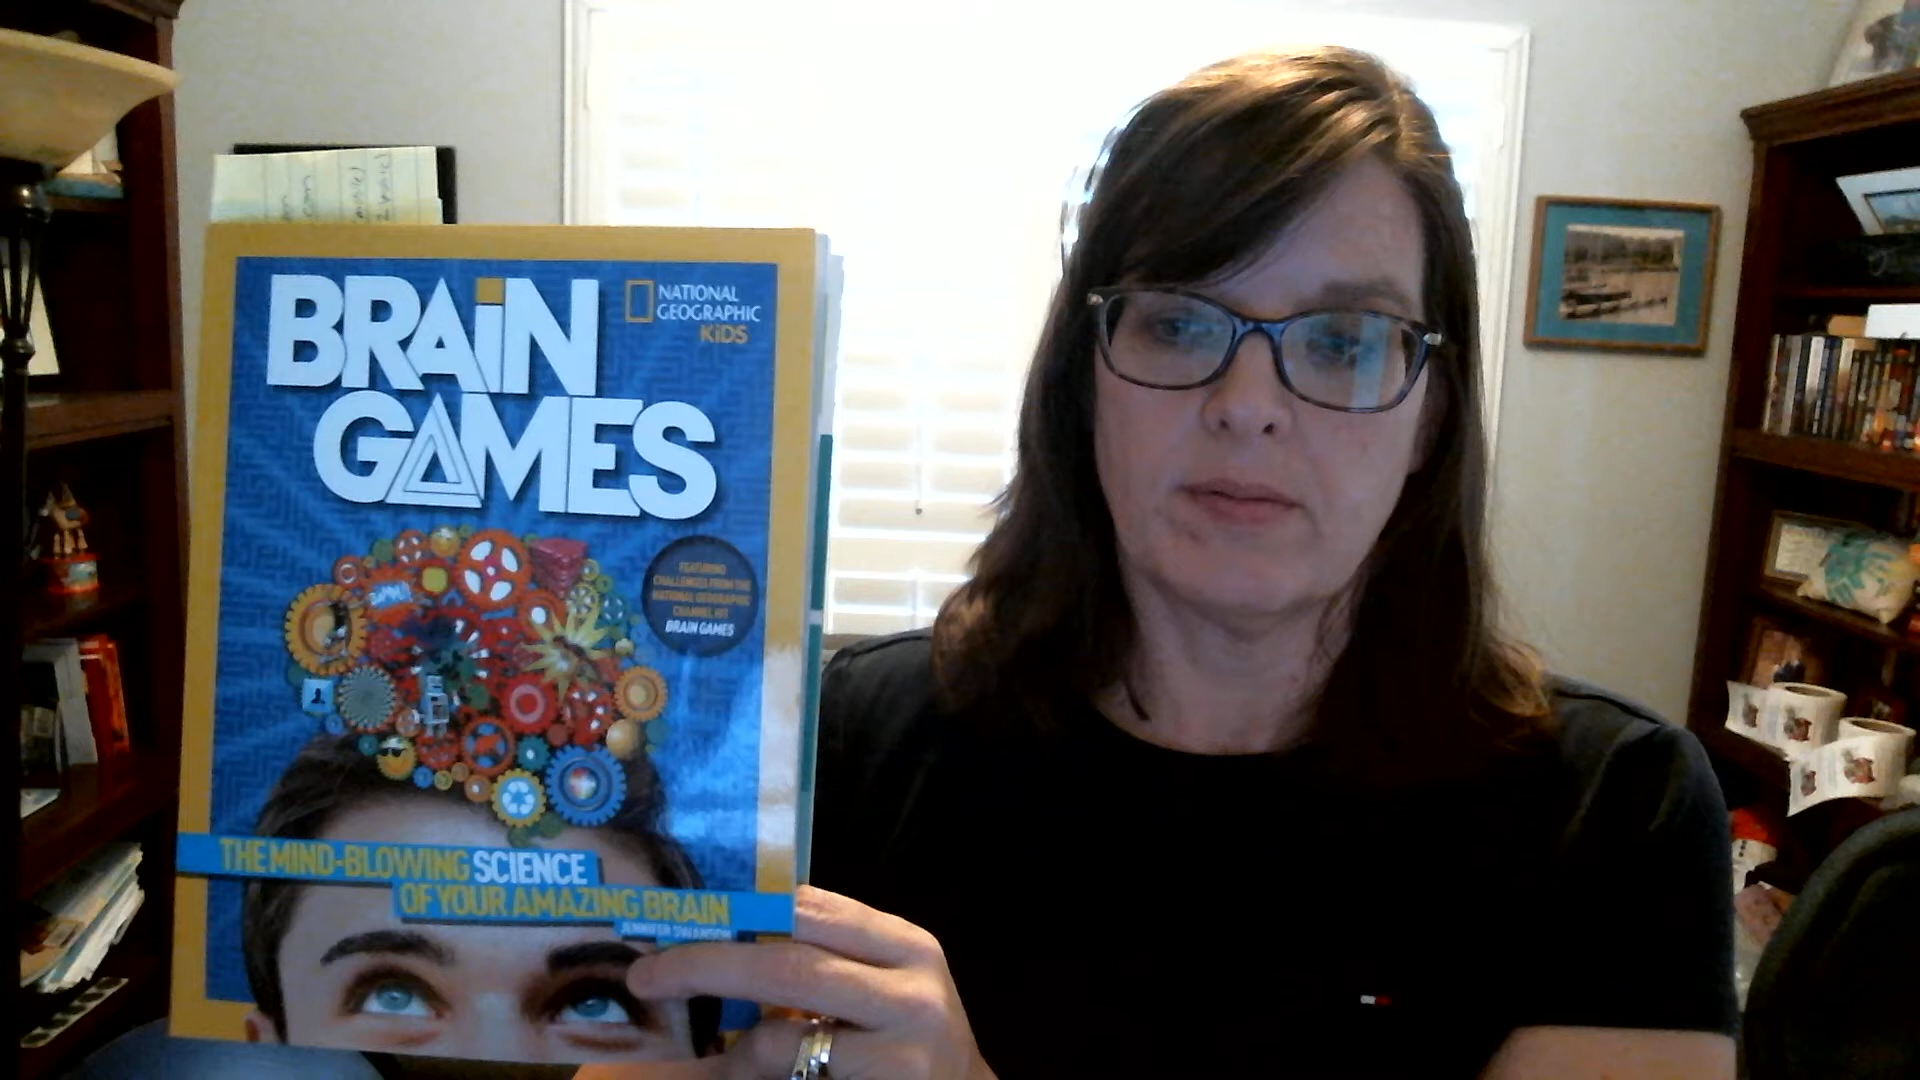 BRAIN
GAMES
NATIONAL
GEOGRAPHIC
KiDS
FEATURING
CHALLENGES FROM THE
NATIONAL GEOGRAPHIC
CHANNEL HIT
BRAIN GAMES
THE MIND-BLOWING SCIENCE
OF YOUR AMAZING BRAIN
JENNIFER SWANSON